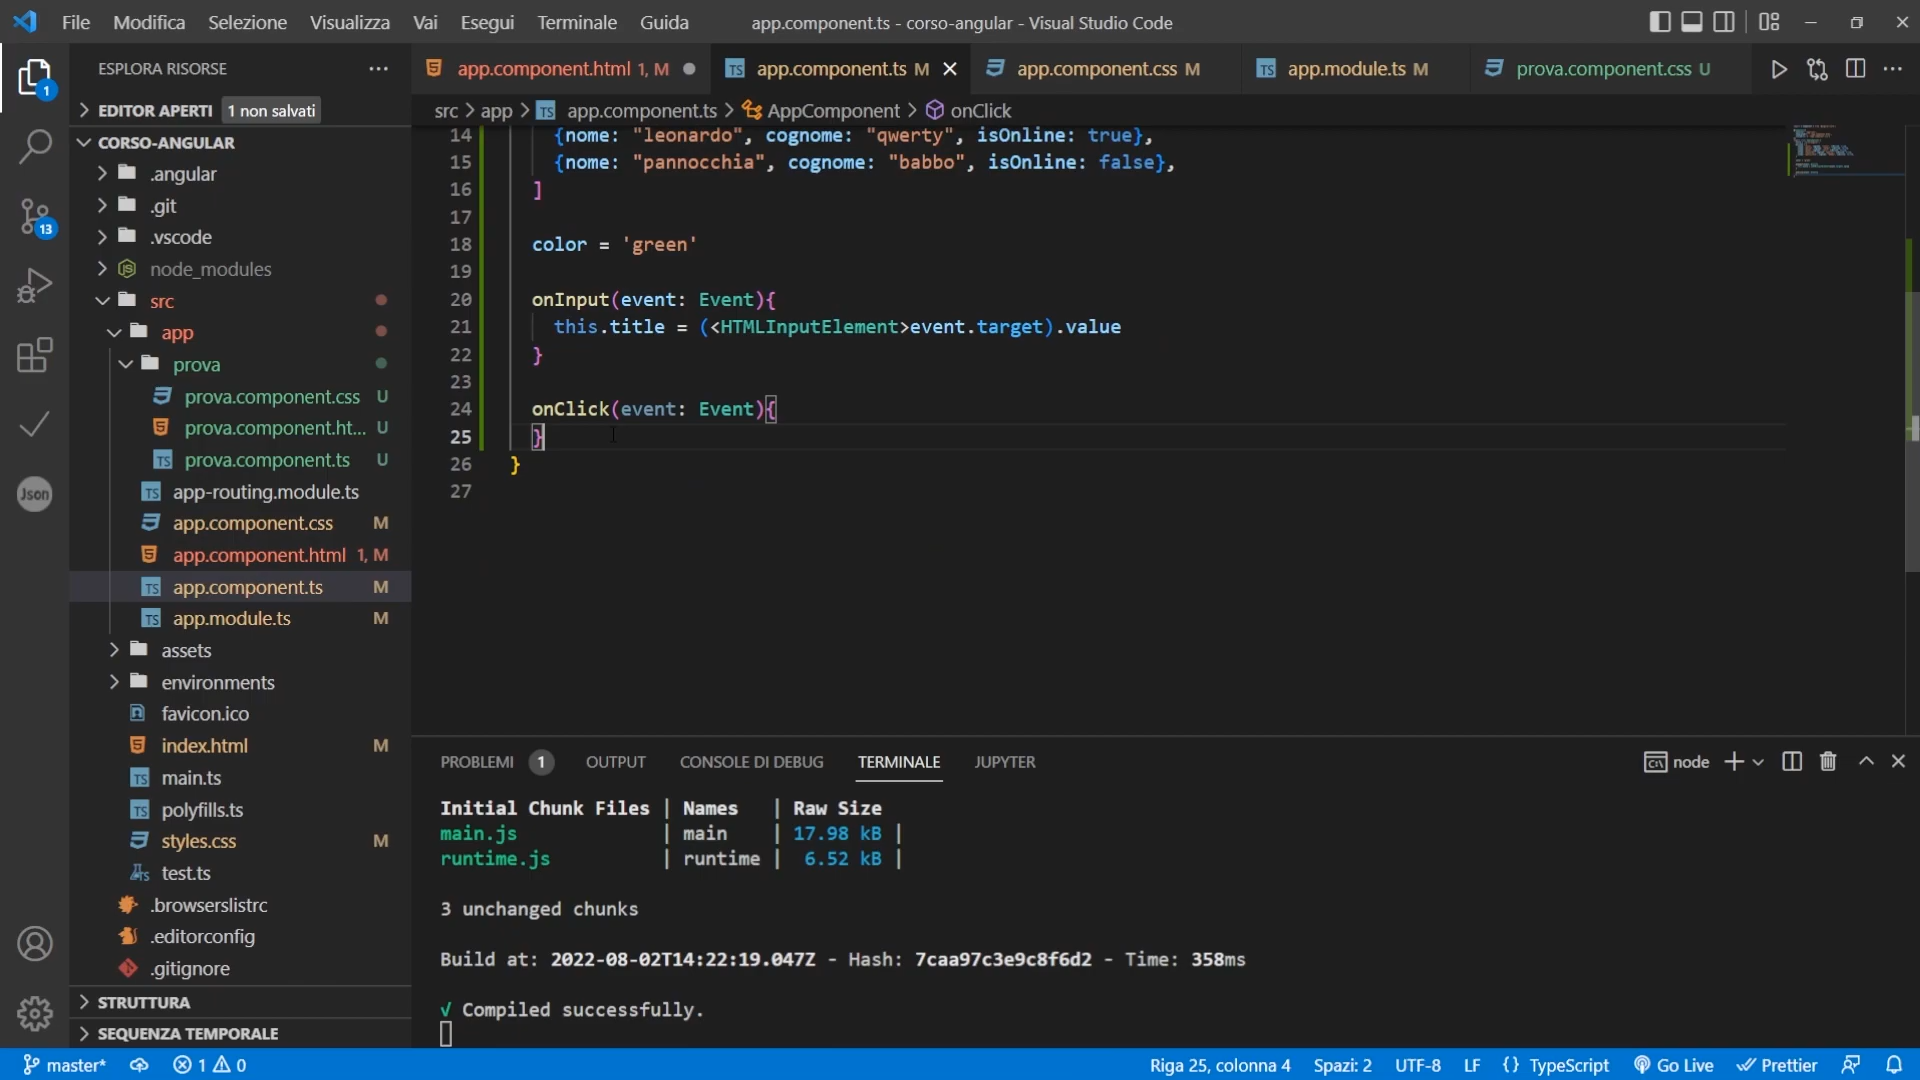 File Modifica Selezione Visualizza Vai Esegui Terminale Guida app.component.ts - corso-angular - Visual Studio Code
1
ESPLORA RISORSE ···
EDITOR APERTI 1 non salvati
CORSO-ANGULAR
.angular
.git
.vscode
node_modules
src
app
prova
prova.component.css U
prova.component.ht... U
prova.component.ts U
app-routing.module.ts
app.component.css M
app.component.html 1, M
app.component.ts M
app.module.ts M
assets
environments
favicon.ico
index.html M
main.ts
polyfills.ts
styles.css M
test.ts
.browserslistrc
.editorconfig
.gitignore
STRUTTURA
SEQUENZA TEMPORALE
13
Json
app.component.html 1, M app.component.ts M app.component.css M app.module.ts M prova.component.css U
src > app > TS app.component.ts > AppComponent > onClick
14 {nome: "leonardo", cognome: "qwerty", isOnline: true},
15 {nome: "pannocchia", cognome: "babbo", isOnline: false},
16 ]
17
18 color = 'green'
19
20 onInput(event: Event){
21 this.title = (<HTMLInputElement>event.target).value
22 }
23
24 onClick(event: Event){
25 }
26 }
27
PROBLEMI 1 OUTPUT CONSOLE DI DEBUG TERMINALE JUPYTER node
Initial Chunk Files | Names | Raw Size
main.js | main | 17.98 kB |
runtime.js | runtime | 6.52 kB |
3 unchanged chunks
Build at: 2022-08-02T14:22:19.047Z - Hash: 7caa97c3e9c8f6d2 - Time: 358ms
√ Compiled successfully.
master* 1 0 Riga 25, colonna 4 Spazi: 2 UTF-8 LF {} TypeScript Go Live Prettier